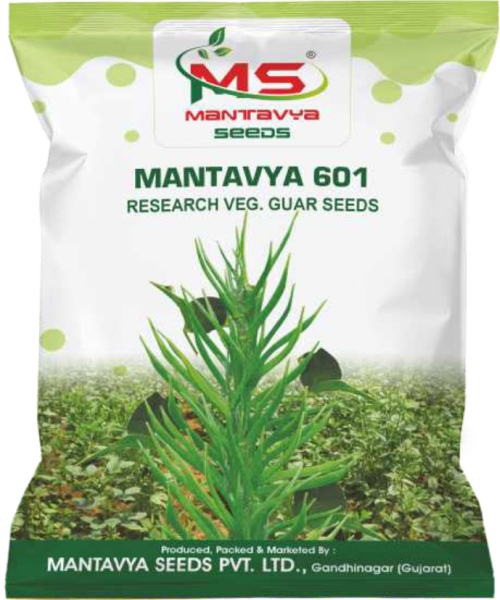 MS®
MANTAVYA
SEEDS
MANTAVYA 601
RESEARCH VEG. GUAR SEEDS
Produced, Packed & Marketed By :
MANTAVYA SEEDS PVT. LTD., Gandhinagar (Gujarat)